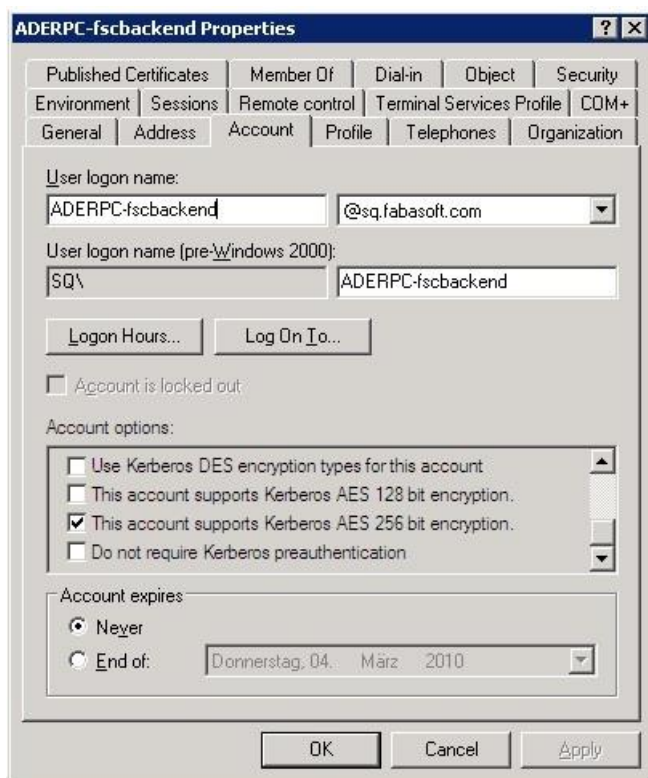 ADERPC-fscbackend Properties
Published Certificates Member Of Dial-in Object Security
Environment Sessions Remote control Terminal Services Profile COM+
General Address Account Profile Telephones Organization
User logon name:
ADERPC-fscbackend @sq.fabasoft.com
User logon name (pre-Windows 2000):
SQ\ ADERPC-fscbackend
Logon Hours... Log On To...
Account is locked out
Account options:
Use Kerberos DES encryption types for this account
This account supports Kerberos AES 128 bit encryption.
This account supports Kerberos AES 256 bit encryption.
Do not require Kerberos preauthentication
Account expires
Never
End of: Donnerstag, 04. März 2010
OK Cancel Apply